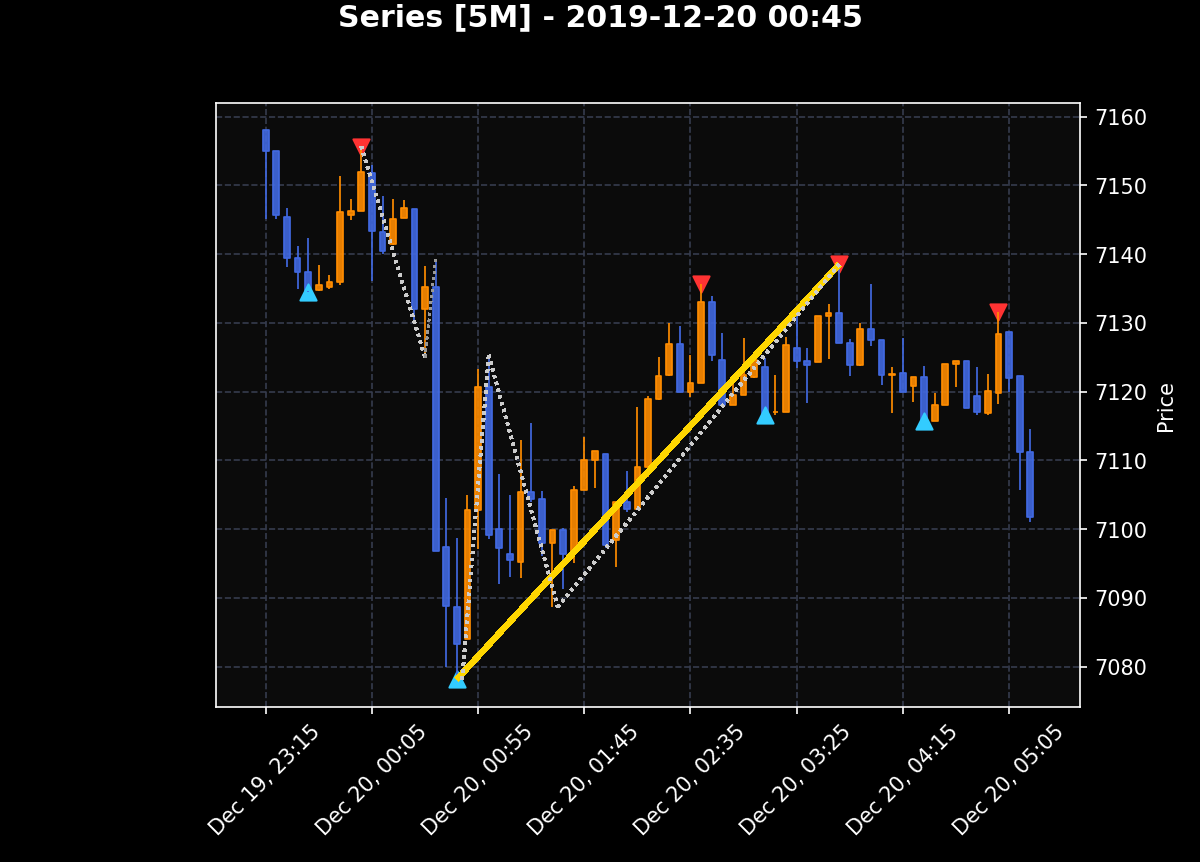 Series [5M] - 2019-12-20 00:45
7160
7150
7140
7130
7120
7110
7100
7090
7080
Price
Dec 19, 23:15
Dec 20, 00:05
Dec 20, 00:55
Dec 20, 01:45
Dec 20, 02:35
Dec 20, 03:25
Dec 20, 04:15
Dec 20, 05:05